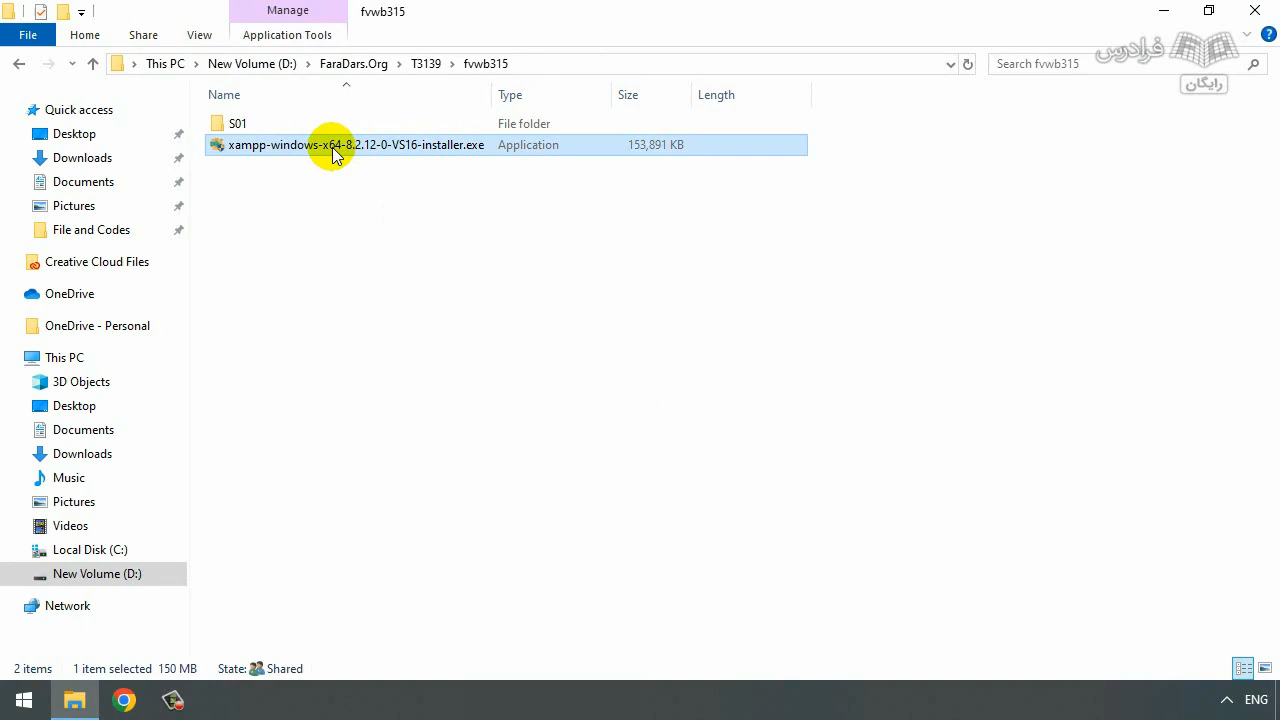 Manage
fvwb315
File
Home
Share
View
Application Tools
This PC
New Volume (D:)
FaraDars.Org
T3139
fvwb315
Search fvwb315
فرادرس
رایگان
Name
Type
Size
Length
S01
File folder
xampp-windows-x64-8.2.12-0-VS16-installer.exe
Application
153,891 KB
Quick access
Desktop
Downloads
Documents
Pictures
File and Codes
Creative Cloud Files
OneDrive
OneDrive - Personal
This PC
3D Objects
Desktop
Documents
Downloads
Music
Pictures
Videos
Local Disk (C:)
New Volume (D:)
Network
2 items
1 item selected 150 MB
State: Shared
ENG